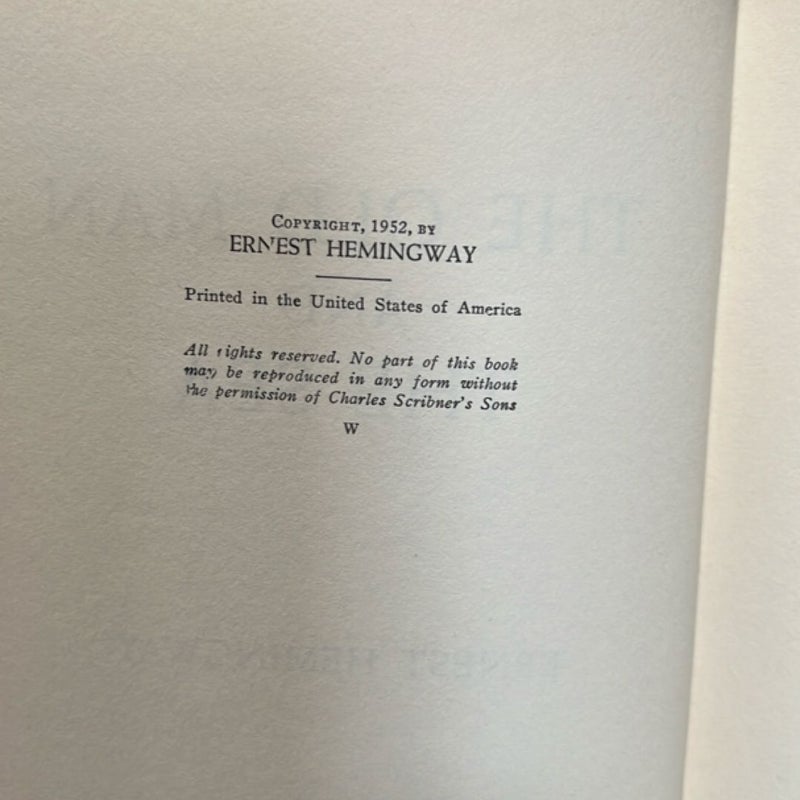 COPYRIGHT, 1952, BY
ERNEST HEMINGWAY
Printed in the United States of America
All rights reserved. No part of this book
may be reproduced in any form without
the permission of Charles Scribner's Sons
W